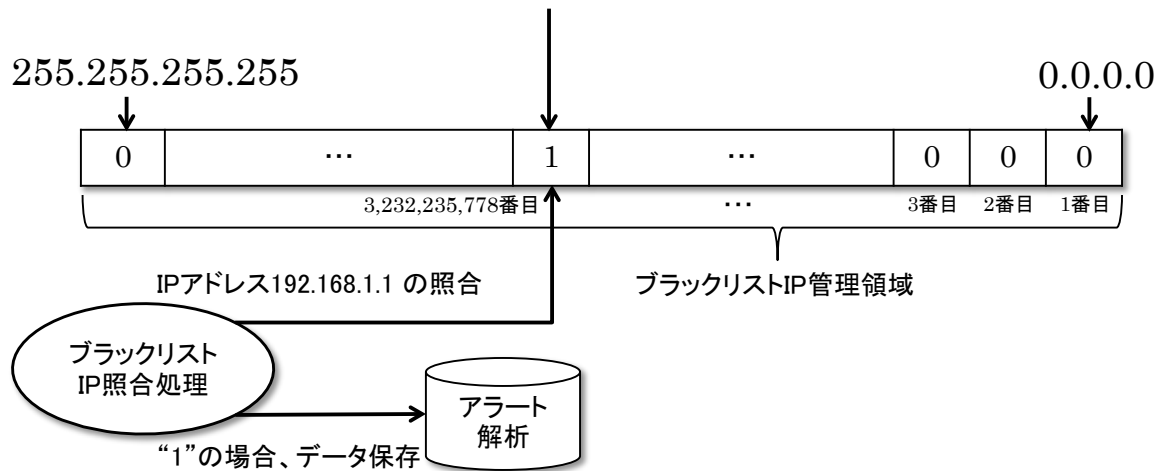 255.255.255.255
0.0.0.0
0 … 1 … 0 0 0
3,232,235,778番目 … 3番目 2番目 1番目
IPアドレス192.168.1.1 の照合
ブラックリストIP管理領域
ブラックリスト
IP照合処理
アラート
解析
“1”の場合、データ保存